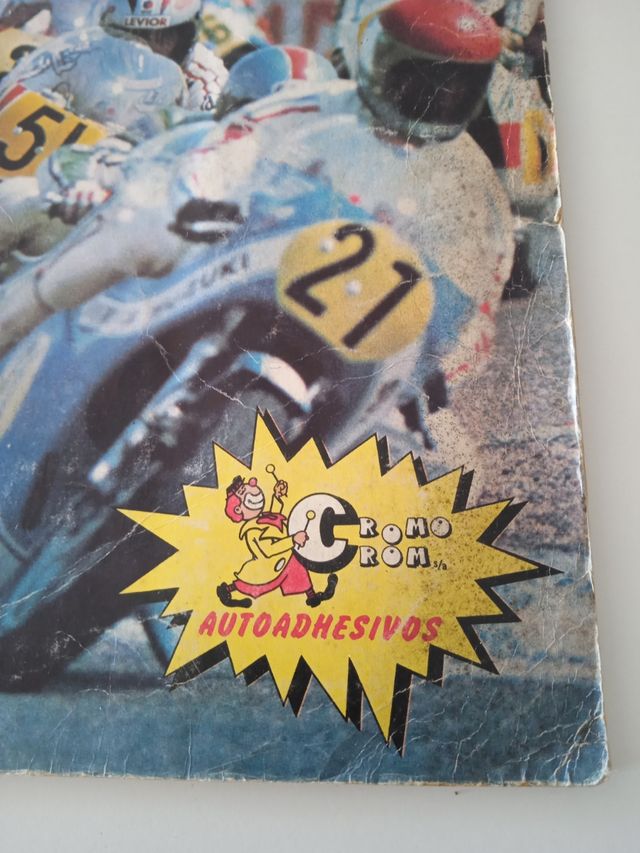 LEVIOR
51
SUZUKI
21
CROMO
CROM s/a
AUTOADHESIVOS